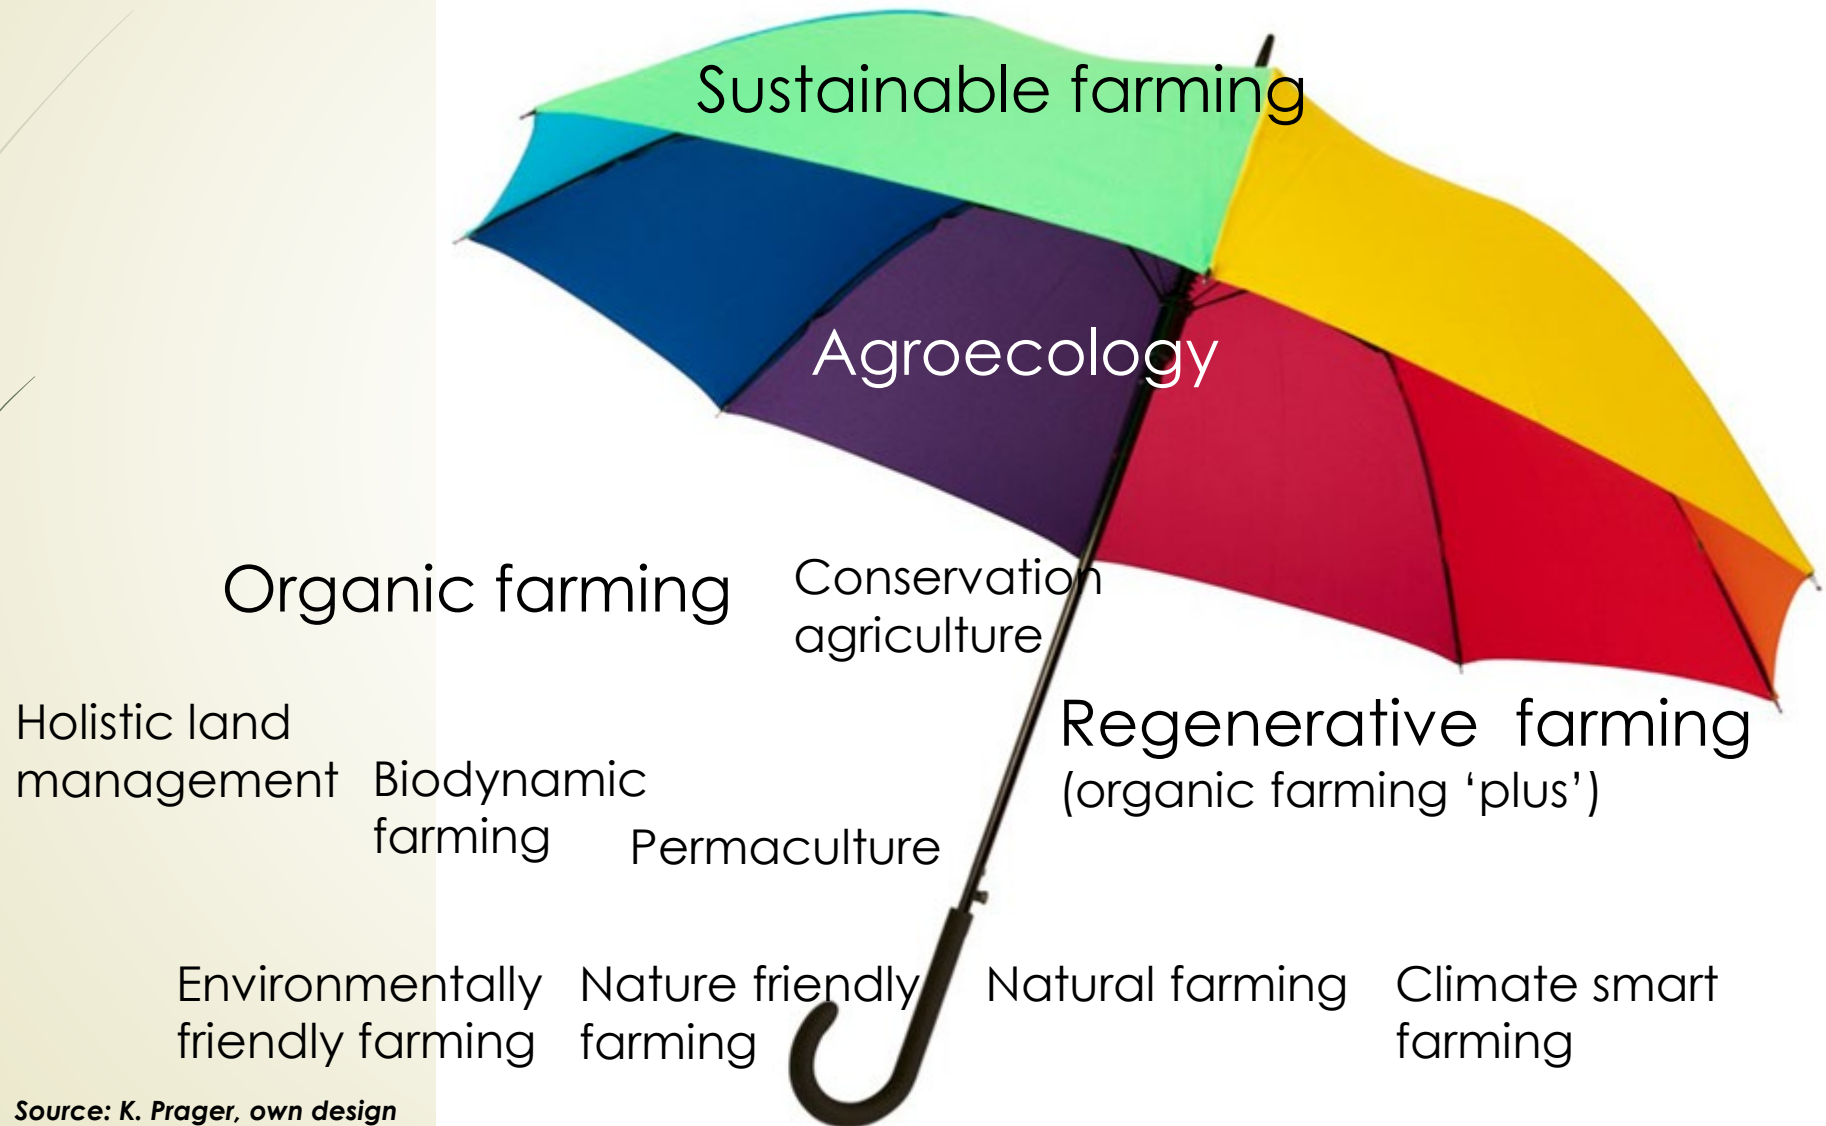 Sustainable farming
Agroecology
Organic farming
Conservation
agriculture
Holistic land
management
Biodynamic
farming
Permaculture
Regenerative farming
(organic farming ‘plus’)
Environmentally
friendly farming
Nature friendly
farming
Natural farming
Climate smart
farming
Source: K. Prager, own design